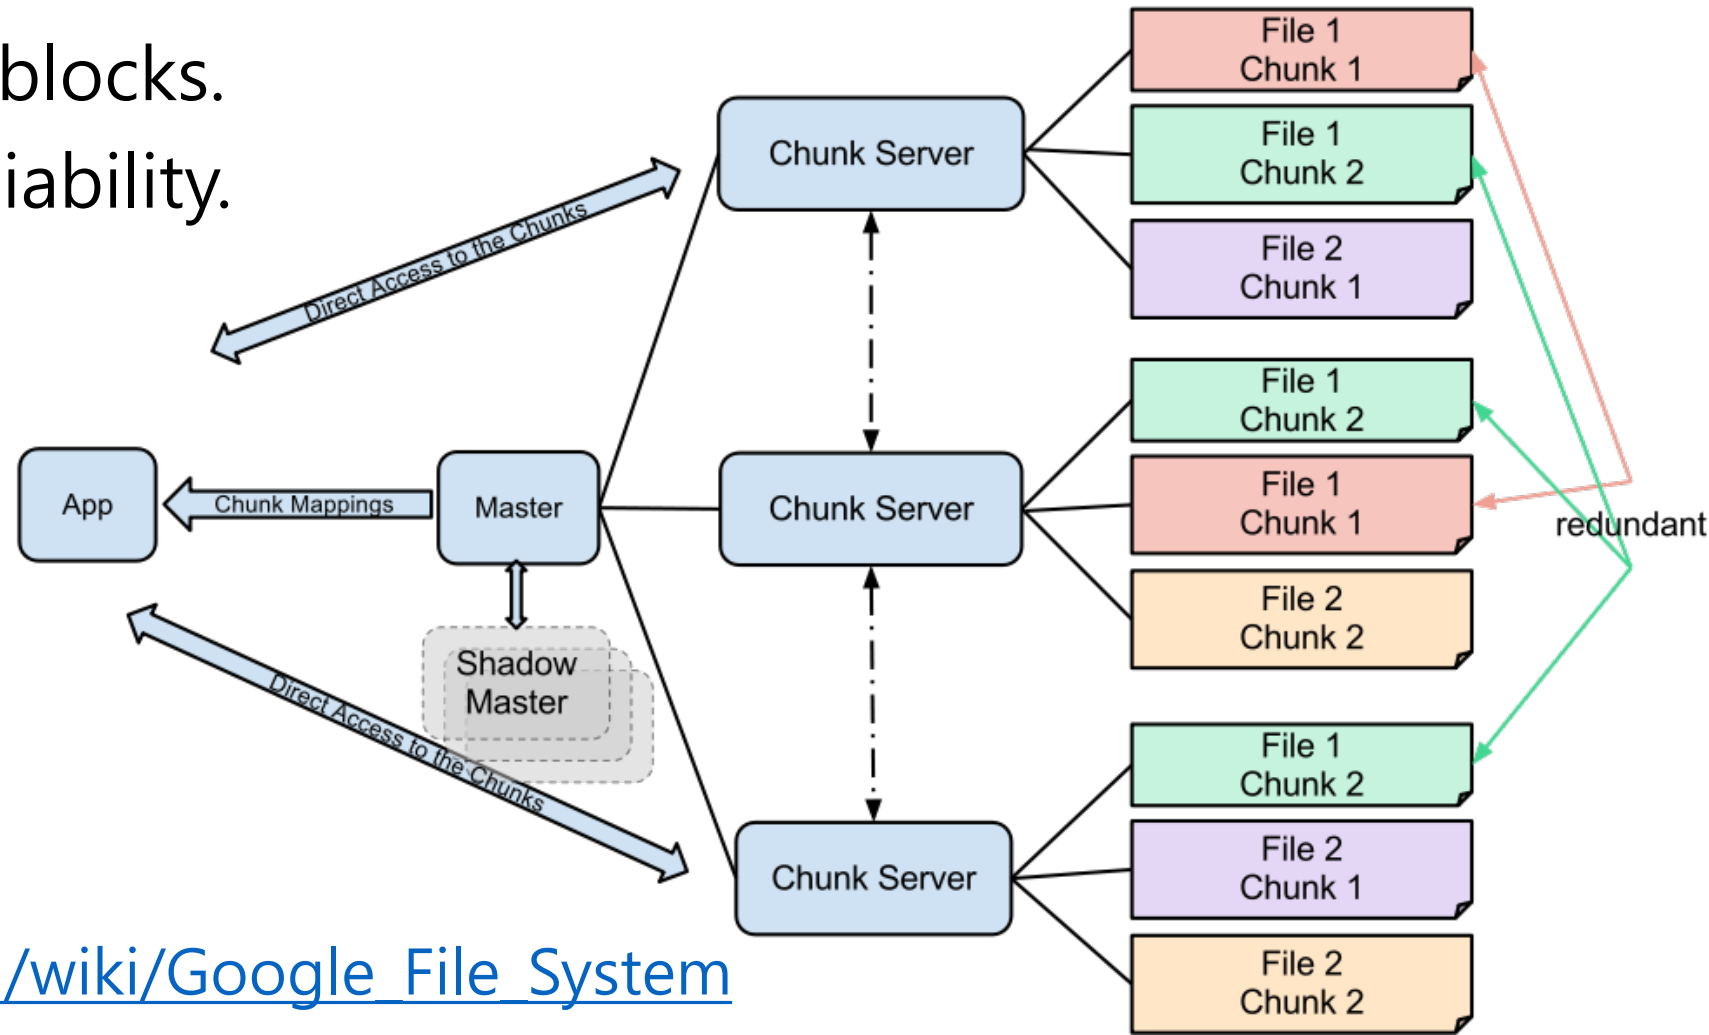 blocks.
iability.
File 1
Chunk 1
File 1
Chunk 2
File 2
Chunk 1
Chunk Server
Direct Access to the Chunks
File 1
Chunk 2
File 1
Chunk 1
File 2
Chunk 2
App
Chunk Mappings
Master
Chunk Server
redundant
Shadow
Master
Direct Access to the Chunks
File 1
Chunk 2
File 2
Chunk 1
File 2
Chunk 2
Chunk Server
/wiki/Google_File_System